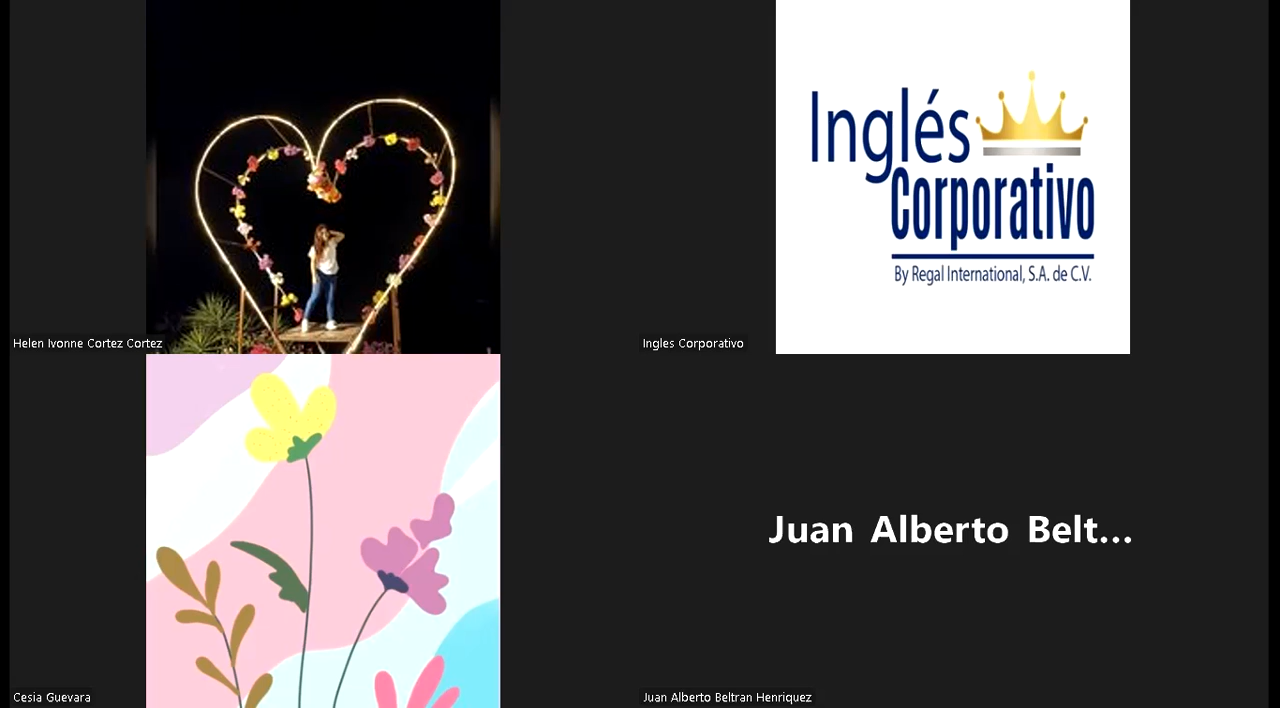 Helen Ivonne Cortez Cortez
Inglés
Corporativo
By Regal International, S.A. de C.V.
Ingles Corporativo
Cesia Guevara
Juan Alberto Belt...
Juan Alberto Beltran Henriquez